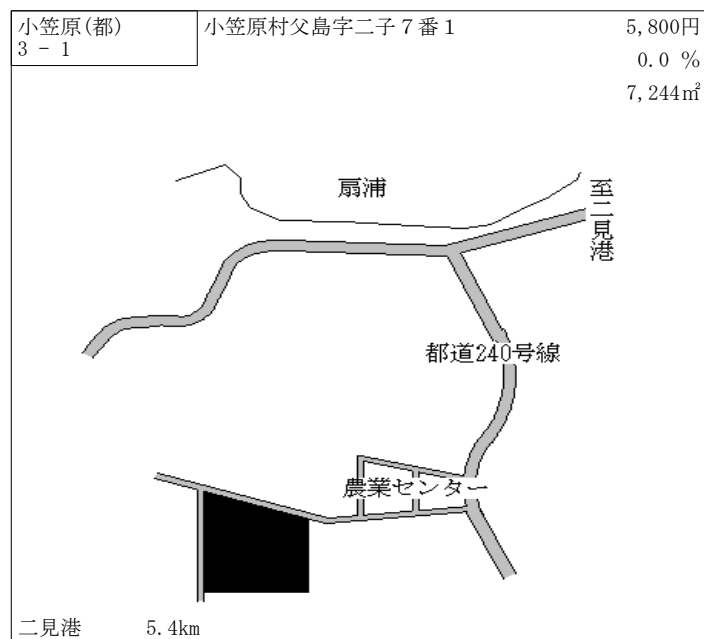 小笠原(都)
3 - 1
小笠原村父島字二子７番１
5,800円
0.0 %
7,244㎡
扇浦
至二見港
都道240号線
農業センター
二見港 5.4km